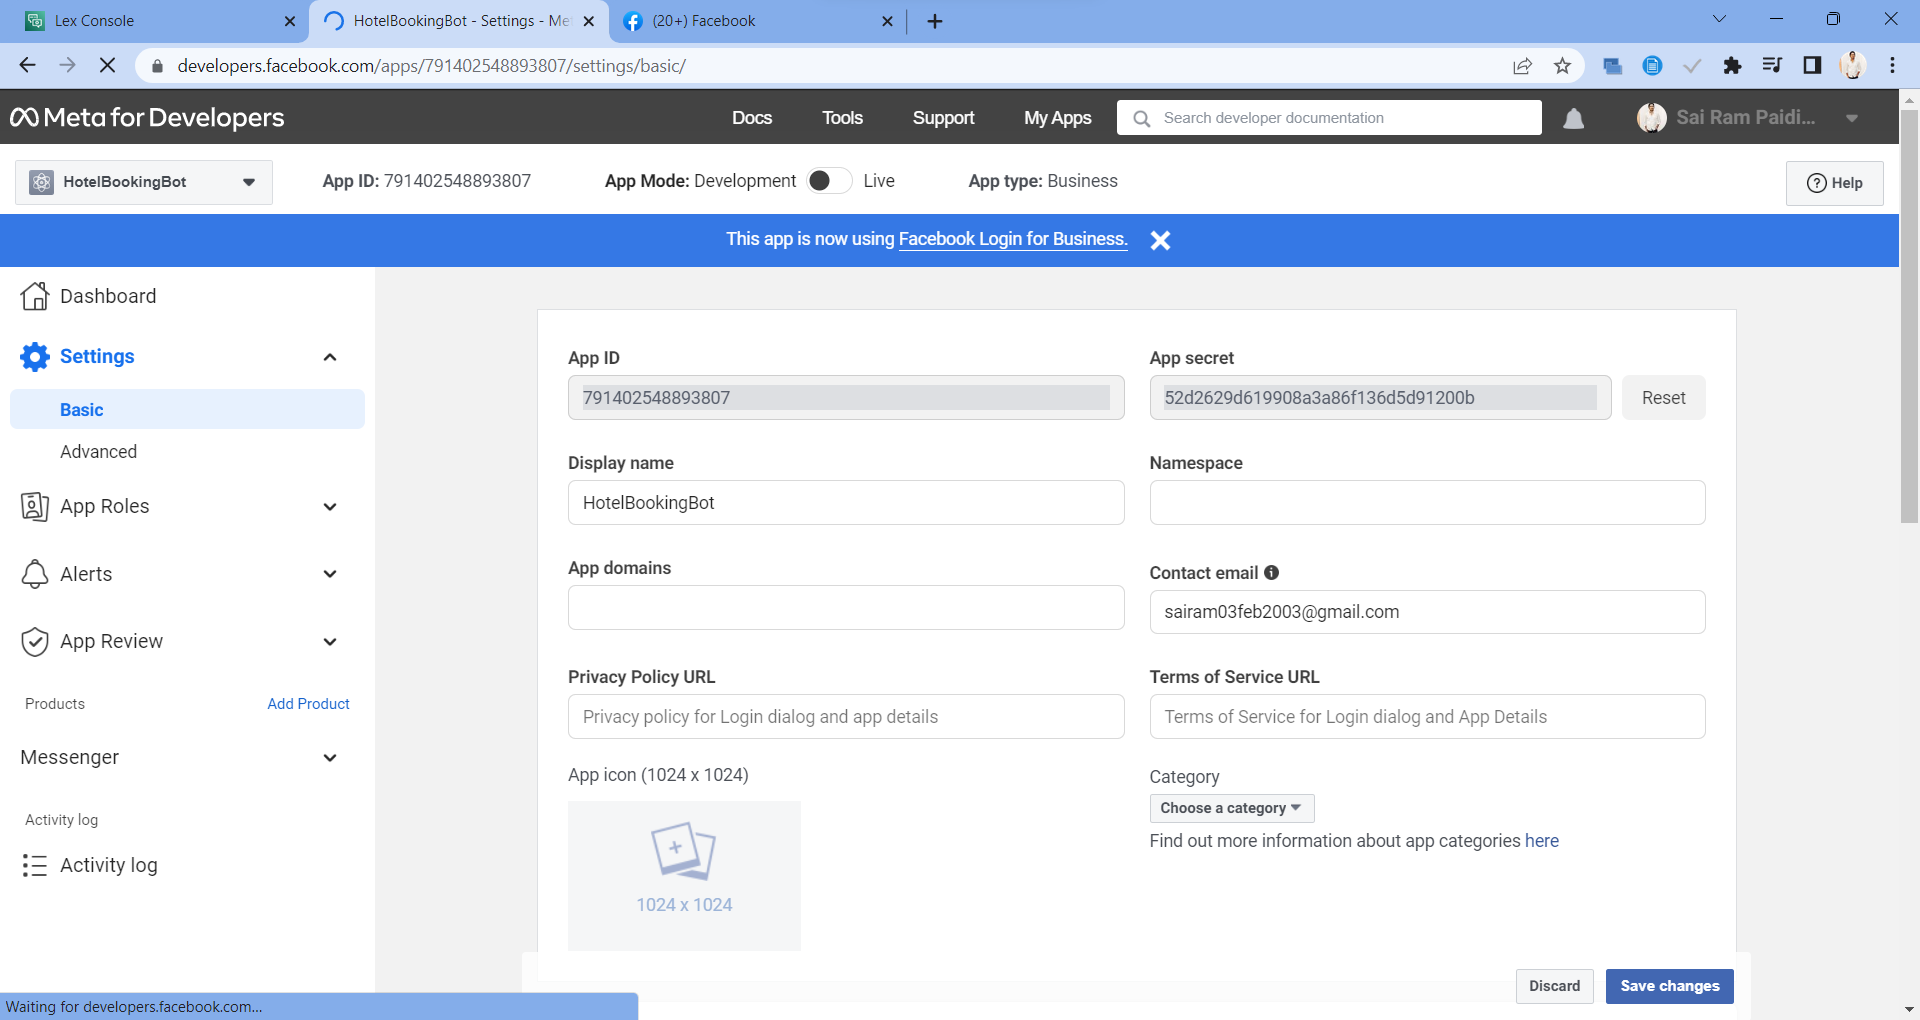 Lex Console
HotelBookingBot - Settings - Me
(20+) Facebook
developers.facebook.com/apps/791402548893807/settings/basic/
Meta for Developers
Docs
Tools
Support
My Apps
Search developer documentation
Sai Ram Paidi...
HotelBookingBot
App ID: 791402548893807
App Mode: Development
Live
App type: Business
Help
This app is now using Facebook Login for Business.
Dashboard
Settings
Basic
Advanced
App Roles
Alerts
App Review
Products
Add Product
Messenger
Activity log
Activity log
App ID
791402548893807
App secret
52d2629d619908a3a86f136d5d91200b
Reset
Display name
HotelBookingBot
Namespace
App domains
Contact email
sairam03feb2003@gmail.com
Privacy Policy URL
Privacy policy for Login dialog and app details
Terms of Service URL
Terms of Service for Login dialog and App Details
App icon (1024 x 1024)
1024 x 1024
Category
Choose a category
Find out more information about app categories here
Discard
Save changes
Waiting for developers.facebook.com...